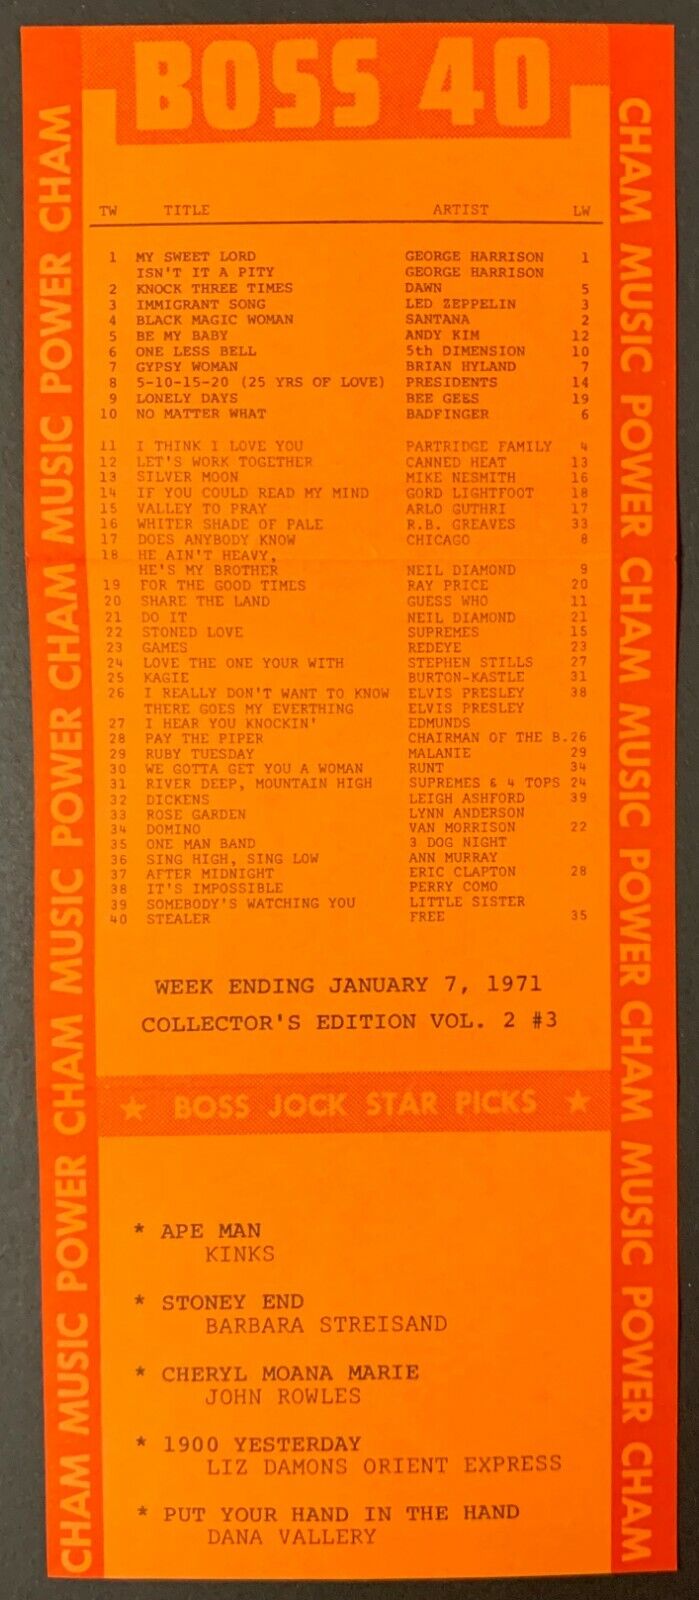 BOSS 40
TW TITLE ARTIST LW
1 MY SWEET LORD GEORGE HARRISON 1
ISN'T IT A PITY GEORGE HARRISON
2 KNOCK THREE TIMES DAWN 5
3 IMMIGRANT SONG LED ZEPPELIN 3
4 BLACK MAGIC WOMAN SANTANA 2
5 BE MY BABY ANDY KIM 12
6 ONE LESS BELL 5th DIMENSION 10
7 GYPSY WOMAN BRIAN HYLAND 7
8 5-10-15-20 (25 YRS OF LOVE) PRESIDENTS 14
9 LONELY DAYS BEE GEES 19
10 NO MATTER WHAT BADFINGER 6
11 I THINK I LOVE YOU PARTRIDGE FAMILY 4
12 LET'S WORK TOGETHER CANNED HEAT 13
13 SILVER MOON MIKE NESMITH 16
14 IF YOU COULD READ MY MIND GORD LIGHTFOOT 18
15 VALLEY TO PRAY ARLO GUTHRI 17
16 WHITER SHADE OF PALE R.B. GREAVES 33
17 DOES ANYBODY KNOW CHICAGO 8
18 HE AIN'T HEAVY,
HE'S MY BROTHER NEIL DIAMOND 9
19 FOR THE GOOD TIMES RAY PRICE 20
20 SHARE THE LAND GUESS WHO 11
21 DO IT NEIL DIAMOND 21
22 STONED LOVE SUPREMES 15
23 GAMES REDEYE 23
24 LOVE THE ONE YOUR WITH STEPHEN STILLS 27
25 KAGIE BURTON-KASTLE 31
26 I REALLY DON'T WANT TO KNOW ELVIS PRESLEY 38
THERE GOES MY EVERTHING ELVIS PRESLEY
27 I HEAR YOU KNOCKIN' EDMUNDS
28 PAY THE PIPER CHAIRMAN OF THE B. 26
29 RUBY TUESDAY MALANIE 29
30 WE GOTTA GET YOU A WOMAN RUNT 34
31 RIVER DEEP, MOUNTAIN HIGH SUPREMES & 4 TOPS 24
32 DICKENS LEIGH ASHFORD 39
33 ROSE GARDEN LYNN ANDERSON
34 DOMINO VAN MORRISON 22
35 ONE MAN BAND 3 DOG NIGHT
36 SING HIGH, SING LOW ANN MURRAY
37 AFTER MIDNIGHT ERIC CLAPTON 28
38 IT'S IMPOSSIBLE PERRY COMO
39 SOMEBODY'S WATCHING YOU LITTLE SISTER
40 STEALER FREE 35
WEEK ENDING JANUARY 7, 1971
COLLECTOR'S EDITION VOL. 2 #3
★ BOSS JOCK STAR PICKS ★
* APE MAN
KINKS
* STONEY END
BARBARA STREISAND
* CHERYL MOANA MARIE
JOHN ROWLES
* 1900 YESTERDAY
LIZ DAMONS ORIENT EXPRESS
* PUT YOUR HAND IN THE HAND
DANA VALLERY
CHAM MUSIC POWER CHAM MUSIC POWER CHAM MUSIC POWER CHAM
CHAM MUSIC POWER CHAM MUSIC POWER CHAM MUSIC POWER CHAM